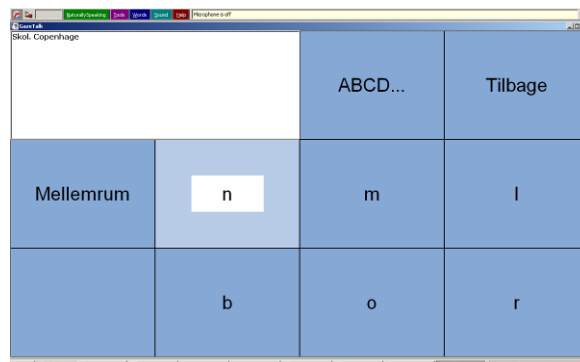 NaturallySpeaking Tools Words Sound Help Microphone is off
GazeTalk
Skol. Copenhage
ABCD... Tilbage
Mellemrum n m l
b o r